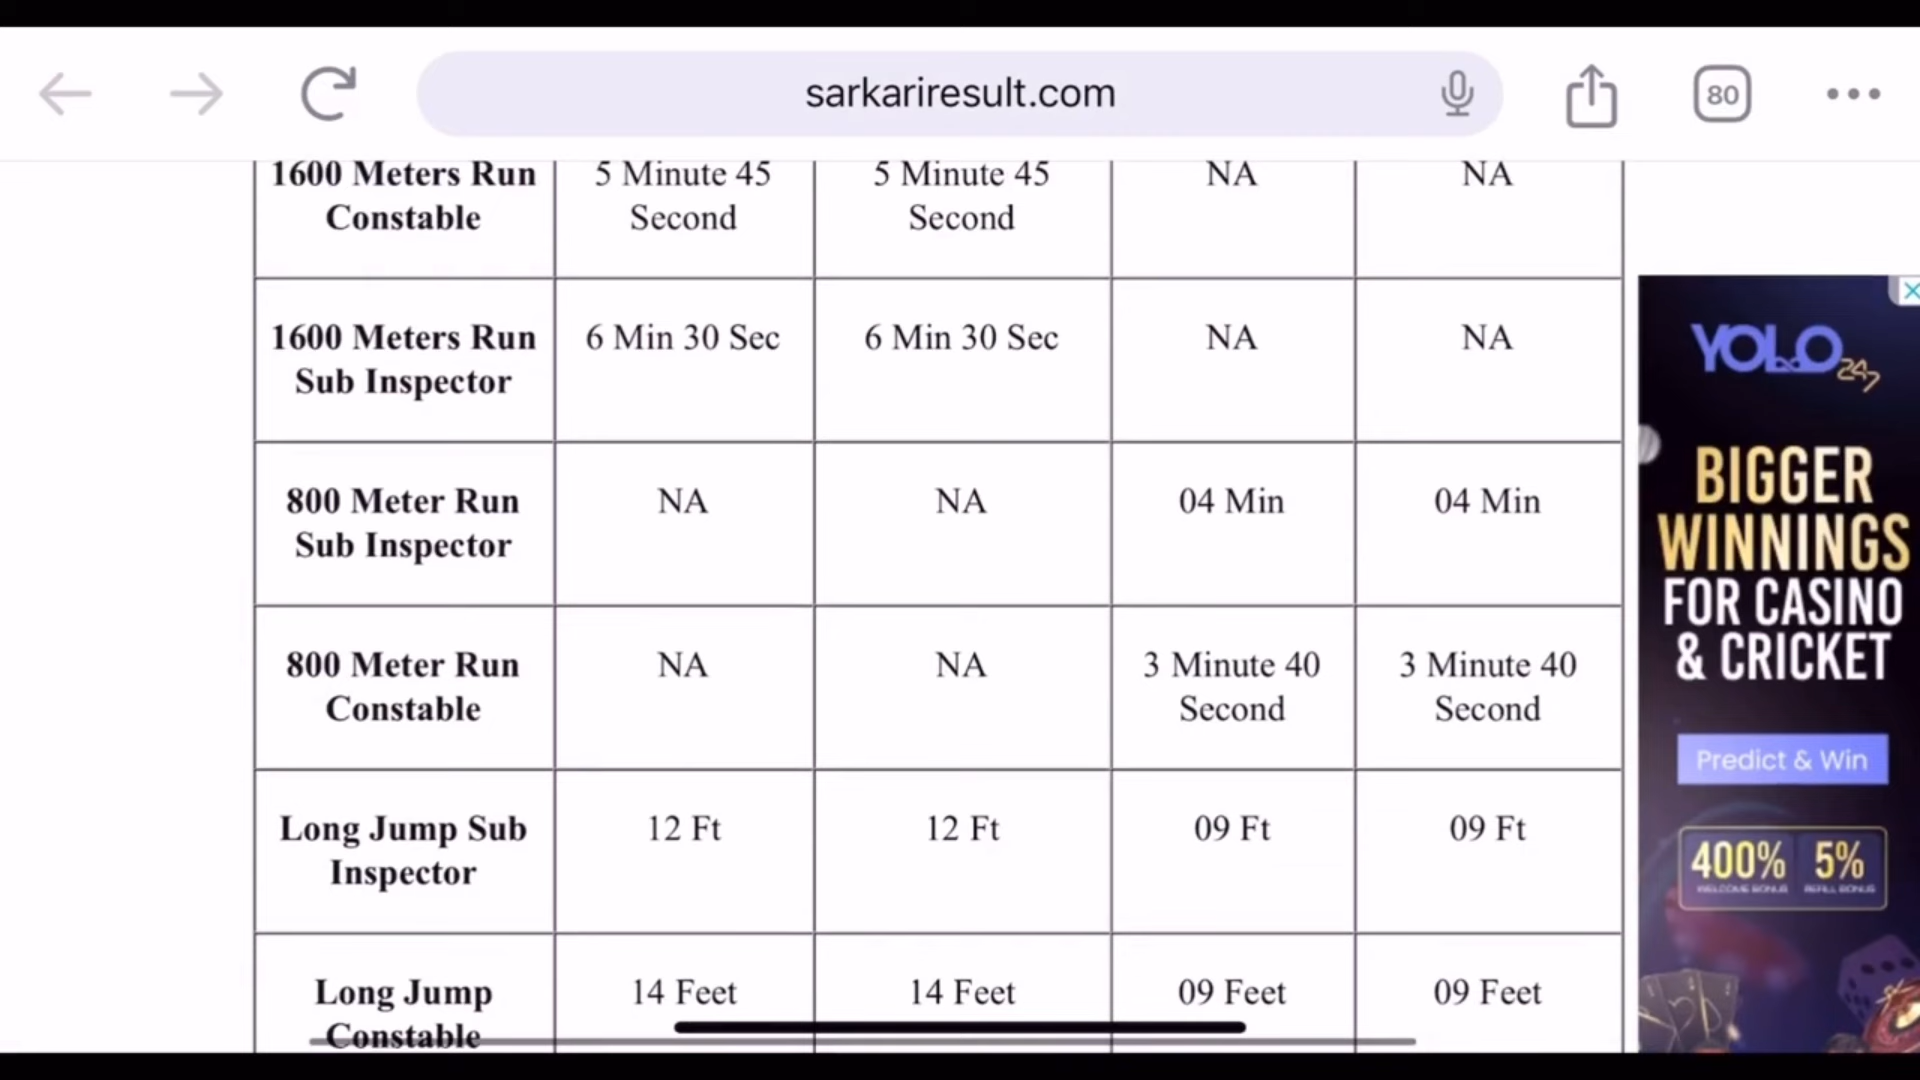 sarkariresult.com
80
1600 Meters Run
Constable
5 Minute 45
Second
5 Minute 45
Second
NA
NA
1600 Meters Run
Sub Inspector
6 Min 30 Sec
6 Min 30 Sec
NA
NA
800 Meter Run
Sub Inspector
NA
NA
04 Min
04 Min
800 Meter Run
Constable
NA
NA
3 Minute 40
Second
3 Minute 40
Second
Long Jump Sub
Inspector
12 Ft
12 Ft
09 Ft
09 Ft
Long Jump
Constable
14 Feet
14 Feet
09 Feet
09 Feet
YOLO
247
BIGGER
WINNINGS
FOR CASINO
& CRICKET
Predict & Win
400% 5%
WELCOME BONUS REFILL BONUS